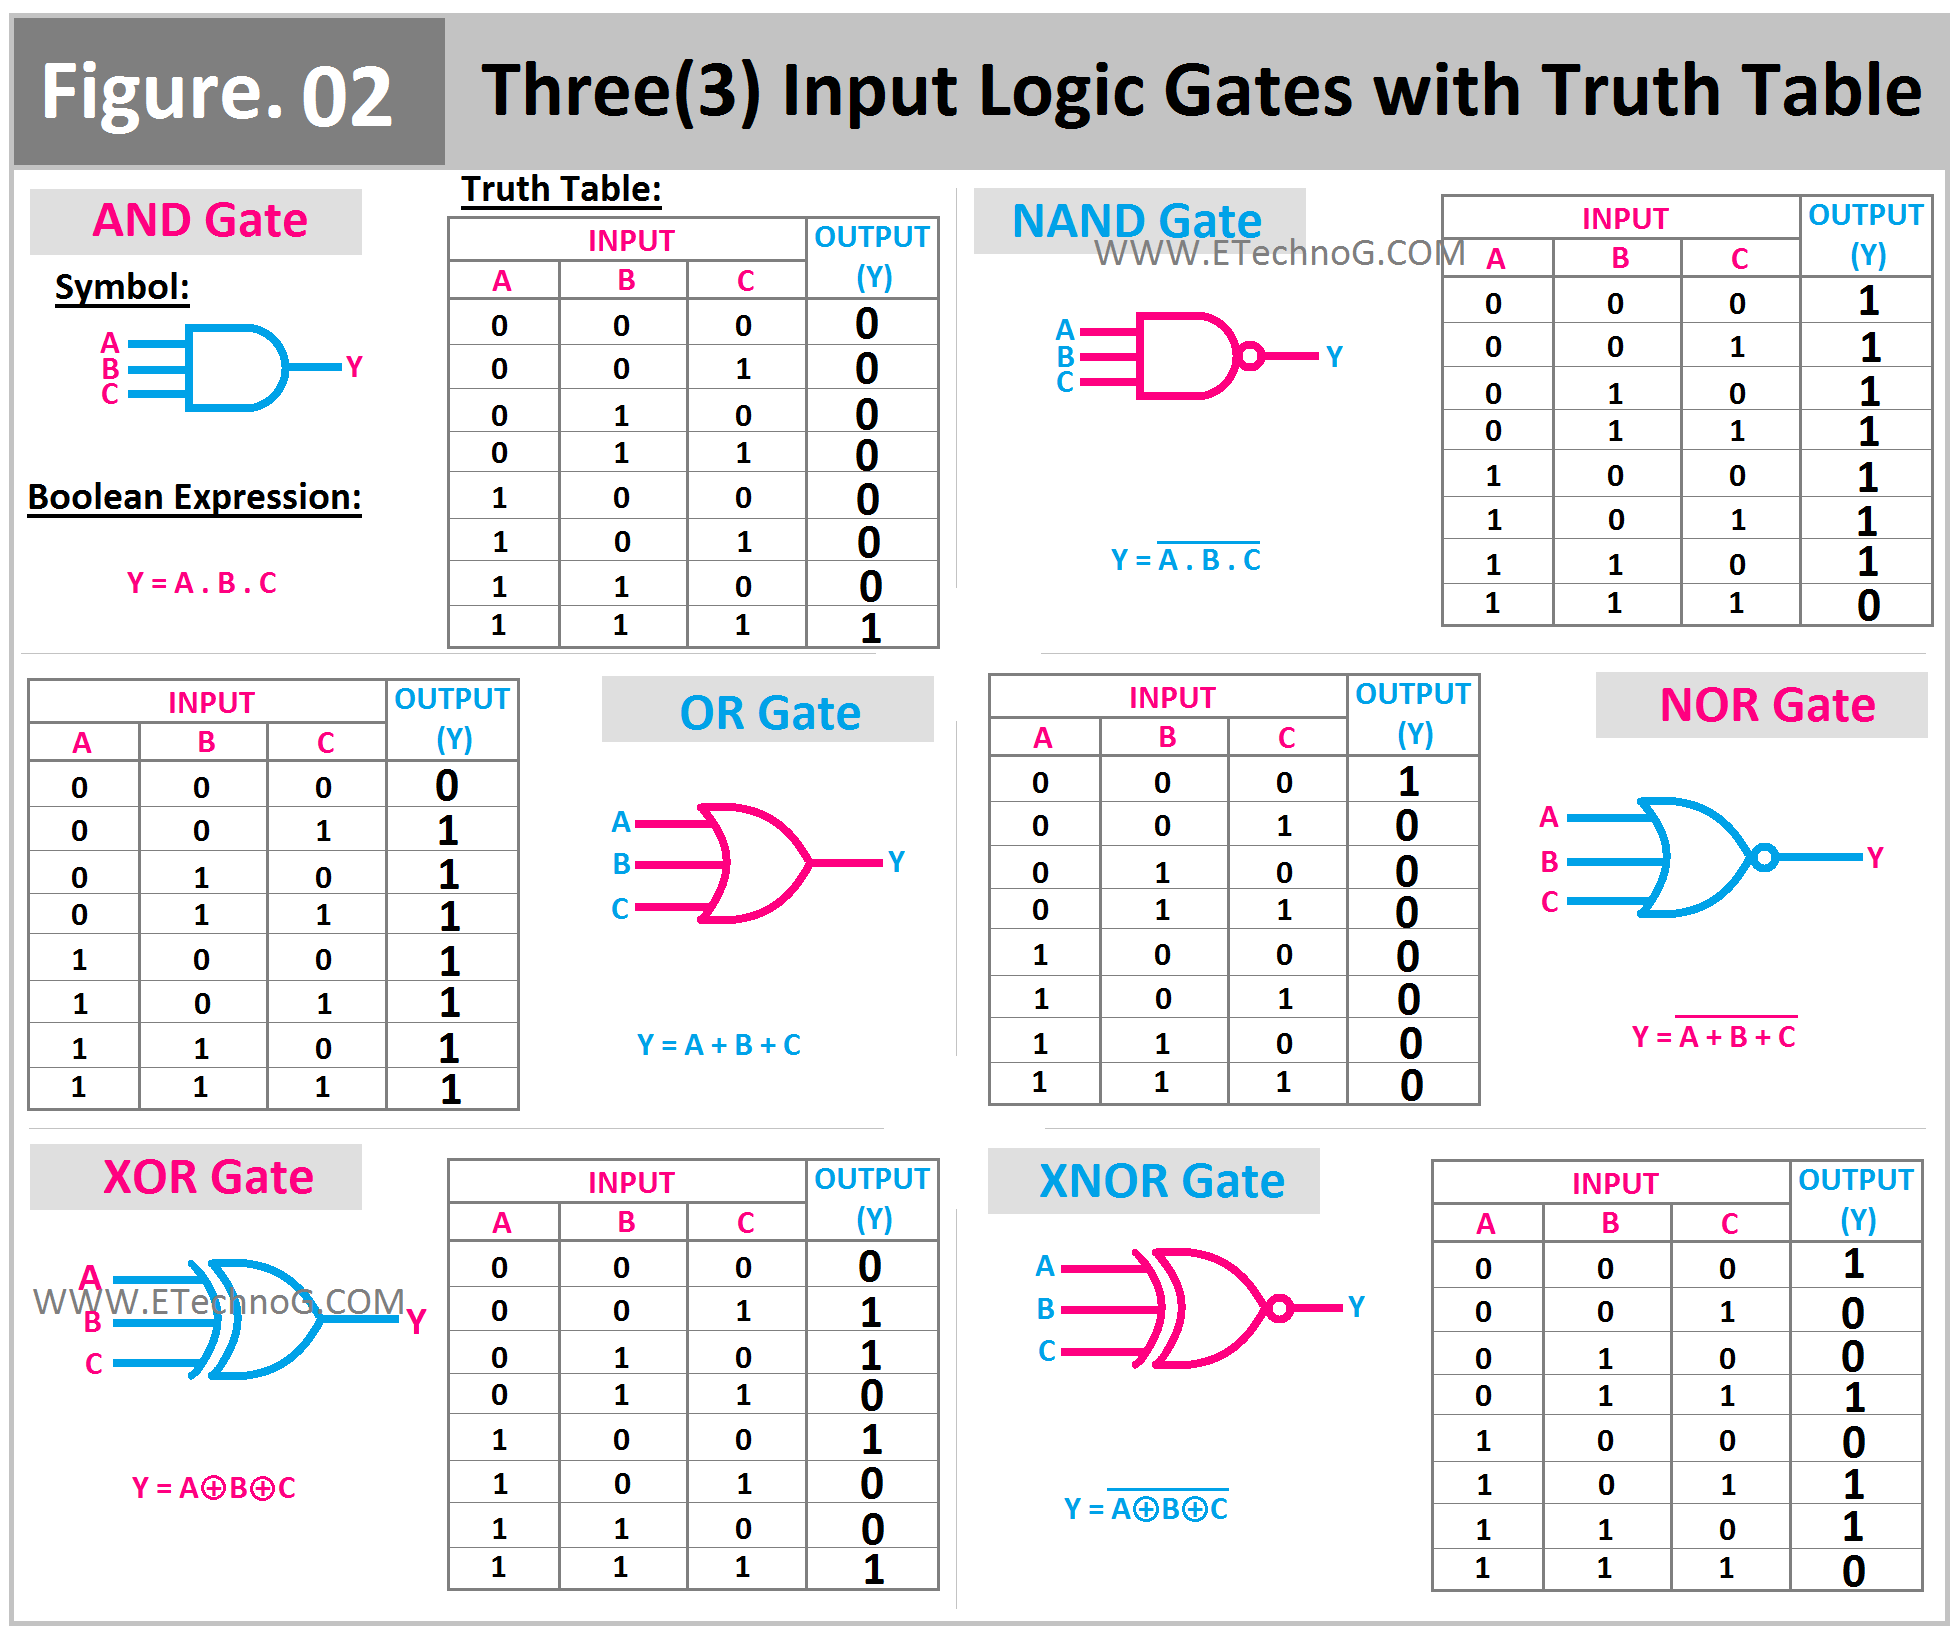 Figure. 02
Three(3) Input Logic Gates with Truth Table
AND Gate
Symbol:
A
B
C
Y
Boolean Expression:
Y = A . B . C
Truth Table:
INPUT OUTPUT
A B C (Y)
0 0 0 0
0 0 1 0
0 1 0 0
0 1 1 0
1 0 0 0
1 0 1 0
1 1 0 0
1 1 1 1
NAND Gate
WWW.ETechnoG.COM
A
B
C
Y
Y = A . B . C
INPUT OUTPUT
A B C (Y)
0 0 0 1
0 0 1 1
0 1 0 1
0 1 1 1
1 0 0 1
1 0 1 1
1 1 0 1
1 1 1 0
INPUT OUTPUT
A B C (Y)
0 0 0 0
0 0 1 1
0 1 0 1
0 1 1 1
1 0 0 1
1 0 1 1
1 1 0 1
1 1 1 1
OR Gate
A
B
C
Y
Y = A + B + C
INPUT OUTPUT
A B C (Y)
0 0 0 1
0 0 1 0
0 1 0 0
0 1 1 0
1 0 0 0
1 0 1 0
1 1 0 0
1 1 1 0
NOR Gate
A
B
C
Y
Y = A + B + C
XOR Gate
A
WWW.ETechnoG.COM
B
C
Y
Y = A⊕B⊕C
INPUT OUTPUT
A B C (Y)
0 0 0 0
0 0 1 1
0 1 0 1
0 1 1 0
1 0 0 1
1 0 1 0
1 1 0 0
1 1 1 1
XNOR Gate
A
B
C
Y
Y = A⊕B⊕C
INPUT OUTPUT
A B C (Y)
0 0 0 1
0 0 1 0
0 1 0 0
0 1 1 1
1 0 0 0
1 0 1 1
1 1 0 1
1 1 1 0